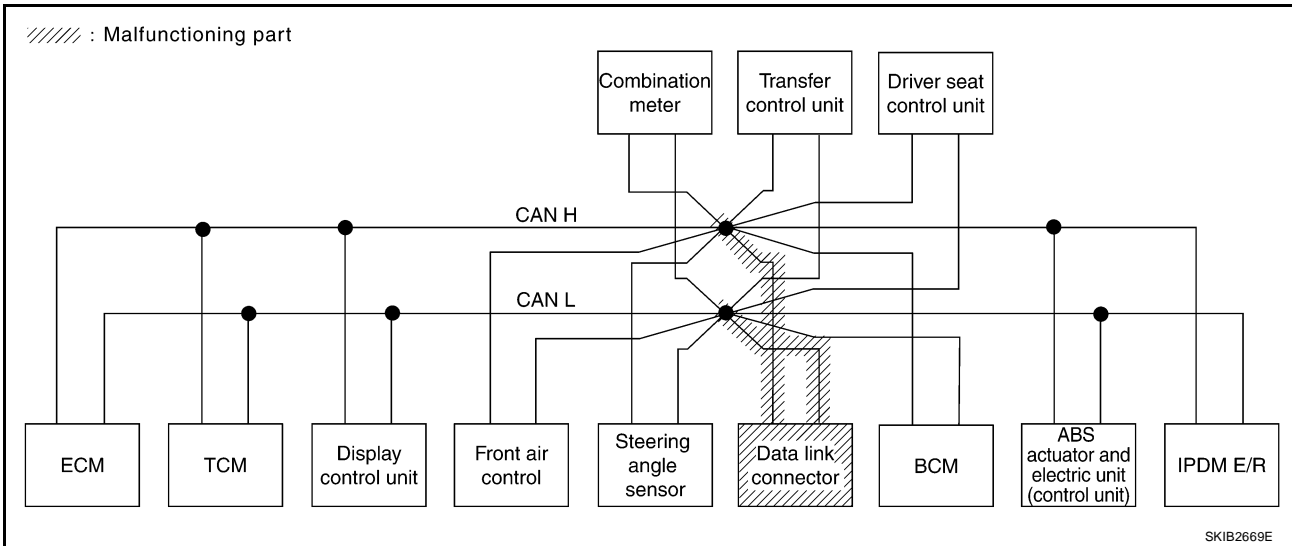 : Malfunctioning part
Combination
meter
Transfer
control unit
Driver seat
control unit
CAN H
CAN L
ECM
TCM
Display
control unit
Front air
control
Steering
angle
sensor
Data link
connector
BCM
ABS
actuator and
electric unit
(control unit)
IPDM E/R
SKIB2669E